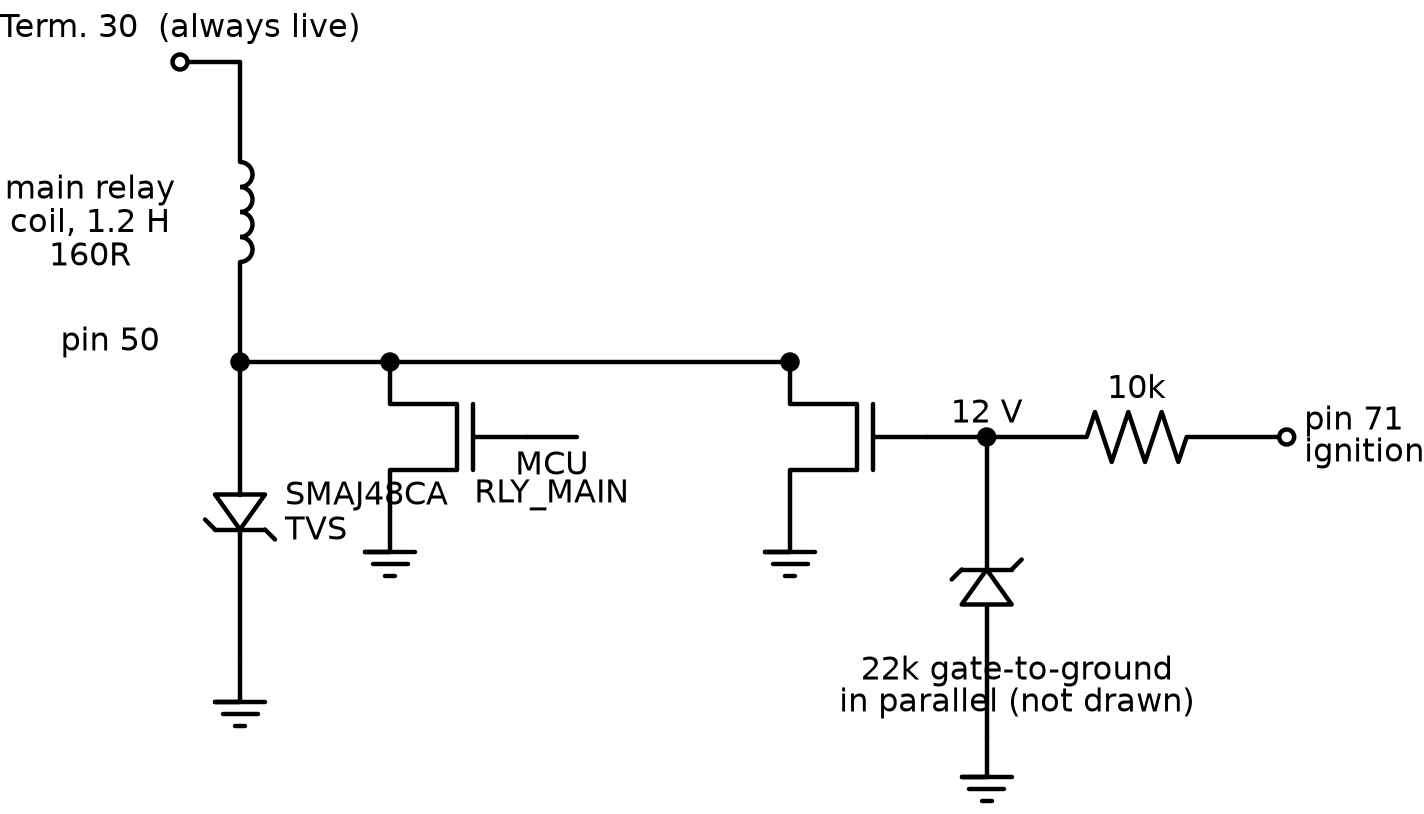 Term. 30  (always live)
main relay
coil, 1.2 H
160R
pin 50
SMAJ48CA
TVS
MCU
RLY_MAIN
12 V
10k
pin 71
ignition
22k gate-to-ground
in parallel (not drawn)